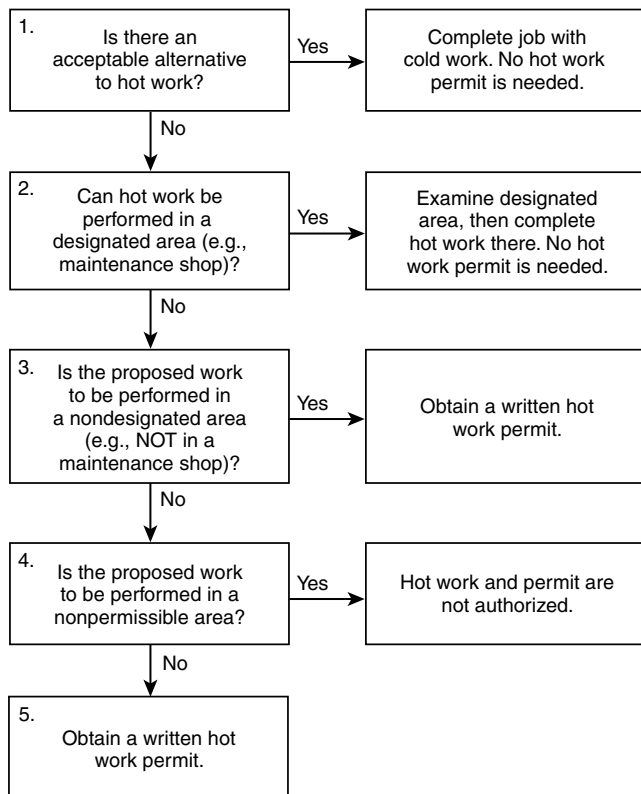 1.
Is there an
acceptable alternative
to hot work?
Yes
Complete job with
cold work. No hot work
permit is needed.
No
2.
Can hot work be
performed in a
designated area (e.g.,
maintenance shop)?
Yes
Examine designated
area, then complete
hot work there. No hot
work permit is needed.
No
3.
Is the proposed work
to be performed in
a nondesignated area
(e.g., NOT in a
maintenance shop)?
Yes
Obtain a written hot
work permit.
No
4.
Is the proposed work
to be performed in a
nonpermissible area?
Yes
Hot work and permit are
not authorized.
No
5.
Obtain a written hot
work permit.